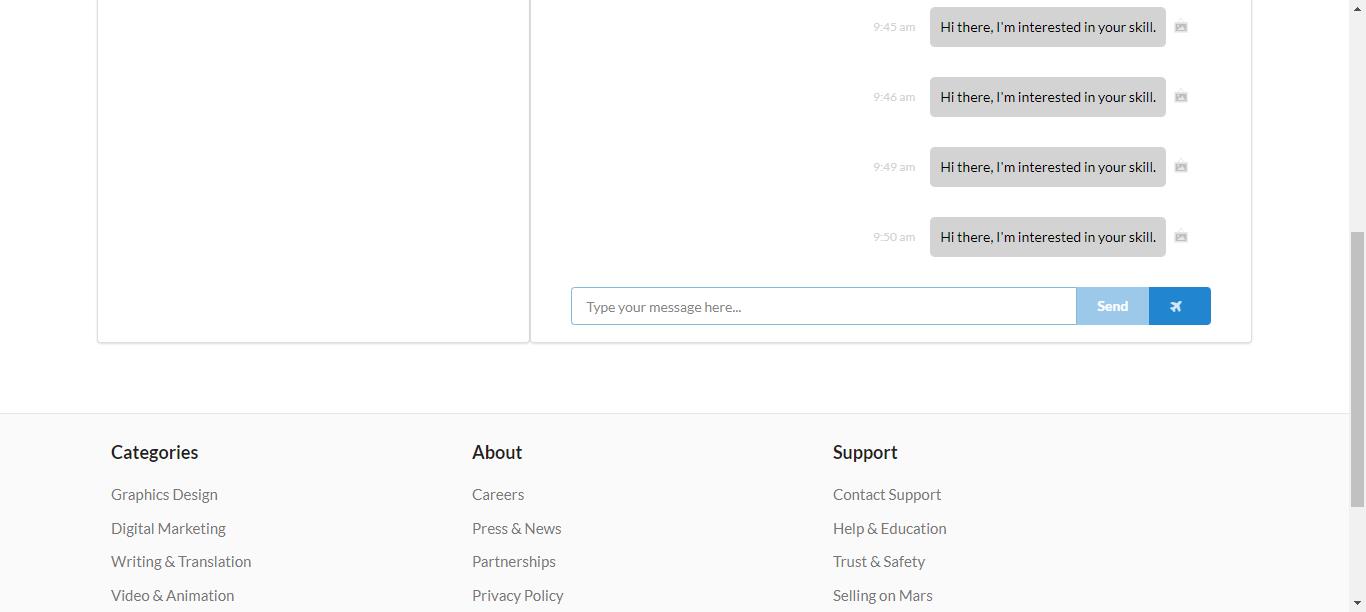 9:45 am Hi there, I'm interested in your skill.
9:46 am Hi there, I'm interested in your skill.
9:49 am Hi there, I'm interested in your skill.
9:50 am Hi there, I'm interested in your skill.
Type your message here... Send
Categories
Graphics Design
Digital Marketing
Writing & Translation
Video & Animation
About
Careers
Press & News
Partnerships
Privacy Policy
Support
Contact Support
Help & Education
Trust & Safety
Selling on Mars